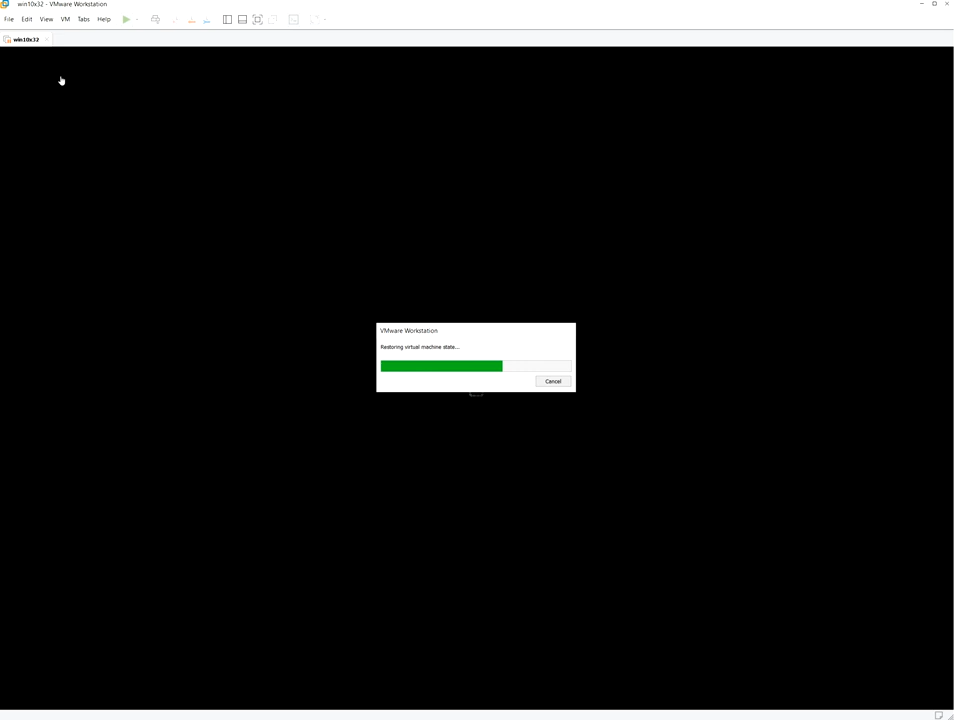 win10x32 - VMware Workstation
File Edit View VM Tabs Help
win10x32
VMware Workstation
Restoring virtual machine state...
Cancel